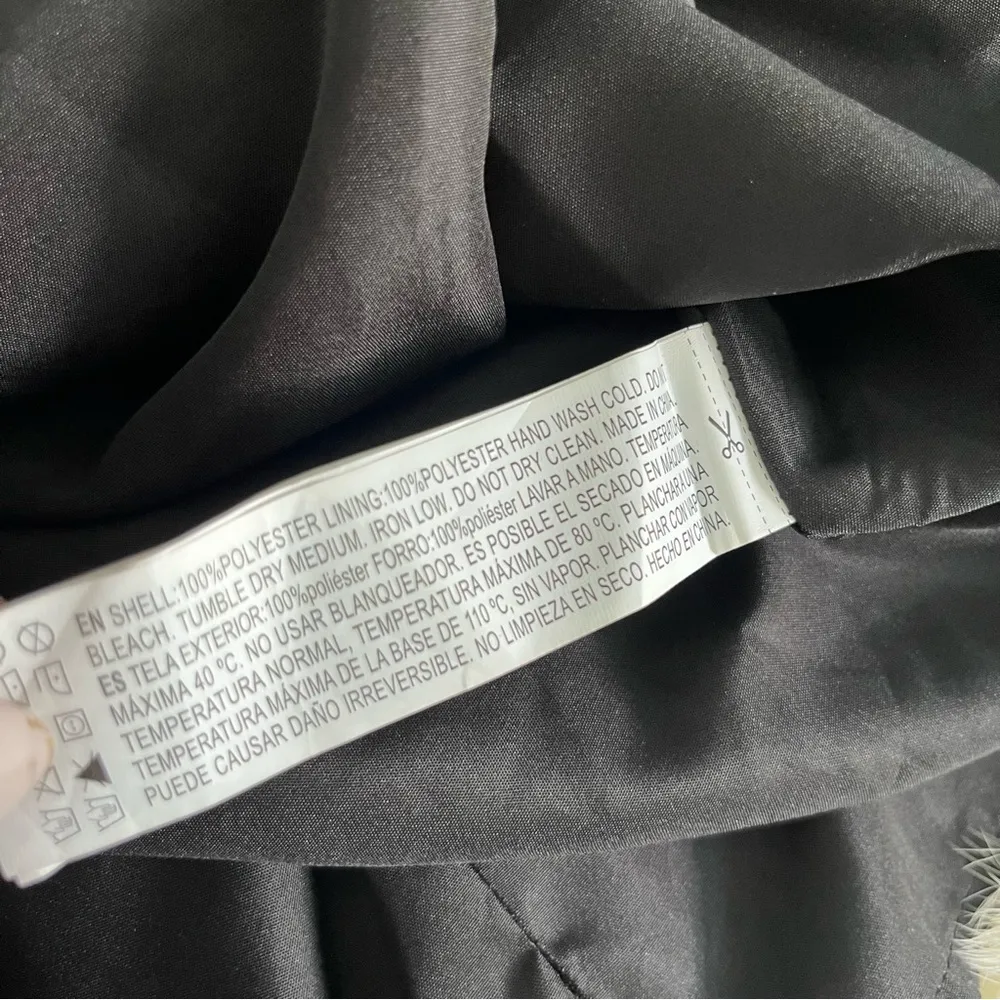 EN SHELL:100%POLYESTER LINING:100%POLYESTER HAND WASH COLD. DO NOT
BLEACH. TUMBLE DRY MEDIUM. IRON LOW. DO NOT DRY CLEAN. MADE IN CHINA.
ES TELA EXTERIOR:100%poliéster FORRO:100%poliéster LAVAR A MANO. TEMPERATURA
MÁXIMA 40 ºC. NO USAR BLANQUEADOR. ES POSIBLE EL SECADO EN MÁQUINA.
TEMPERATURA NORMAL, TEMPERATURA MÁXIMA DE 80 ºC. PLANCHAR A UNA
TEMPERATURA MÁXIMA DE LA BASE DE 110 ºC, SIN VAPOR. PLANCHAR CON VAPOR
PUEDE CAUSAR DAÑO IRREVERSIBLE. NO LIMPIEZA EN SECO. HECHO EN CHINA.